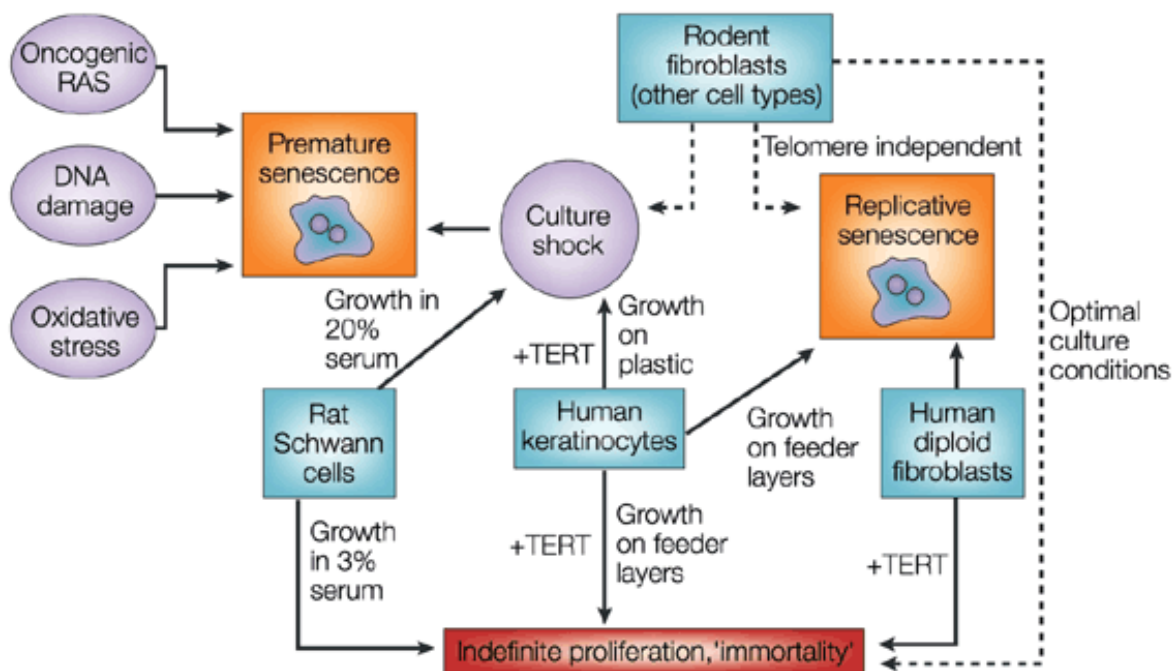 Oncogenic
RAS
DNA
damage
Oxidative
stress
Premature
senescence
Rodent
fibroblasts
(other cell types)
Telomere independent
Culture
shock
Replicative
senescence
Growth in
20%
serum
+TERT
Growth
on
plastic
Optimal
culture
conditions
Rat
Schwann
cells
Human
keratinocytes
Growth
on feeder
layers
Human
diploid
fibroblasts
Growth
in 3%
serum
+TERT
Growth
on feeder
layers
+TERT
Indefinite proliferation,'immortality'